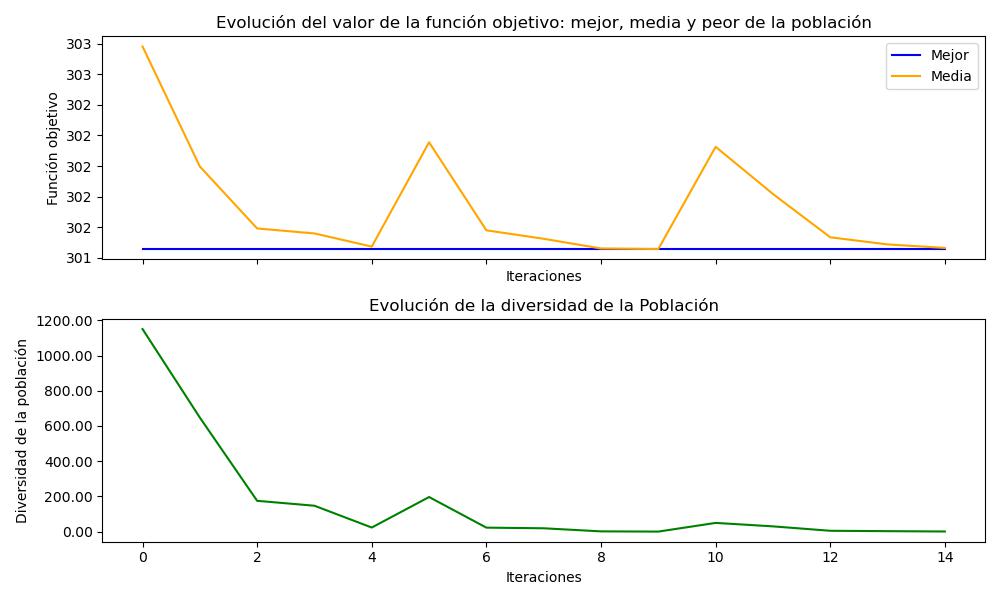 Evolución del valor de la función objetivo: mejor, media y peor de la población
Función objetivo
303
303
302
302
302
302
302
301
Mejor
Media
Iteraciones
Evolución de la diversidad de la Población
Diversidad de la población
1200.00
1000.00
800.00
600.00
400.00
200.00
0.00
0 2 4 6 8 10 12 14
Iteraciones